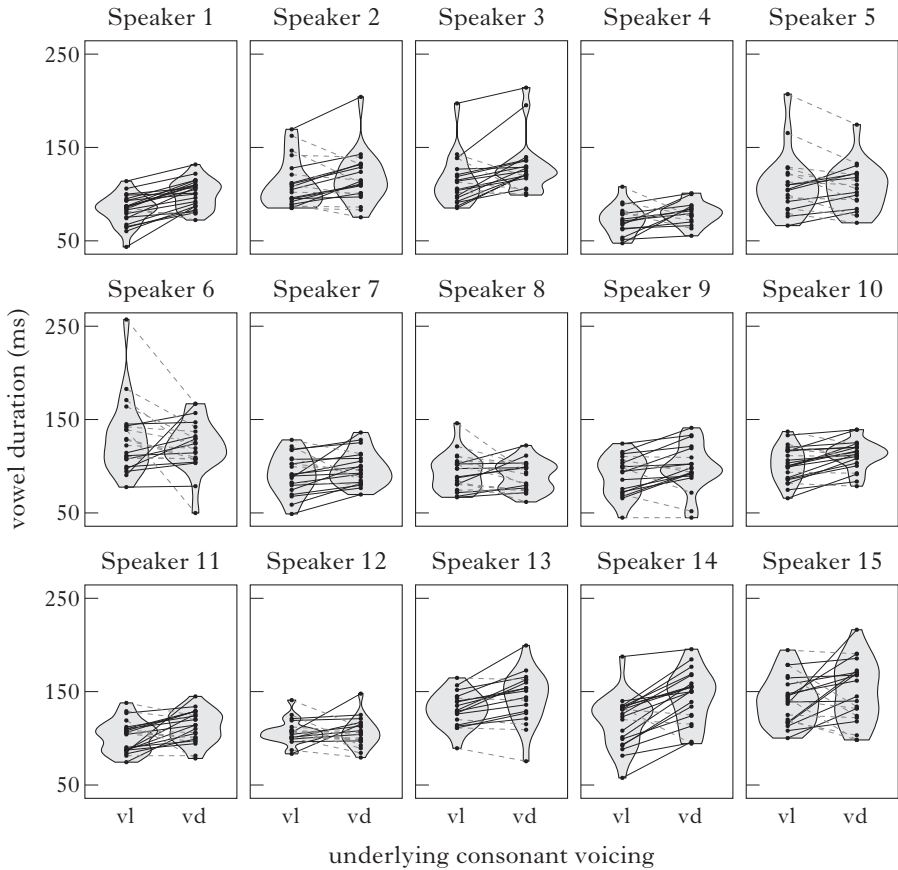 Speaker 1 Speaker 2 Speaker 3 Speaker 4 Speaker 5
250
150
50
Speaker 6 Speaker 7 Speaker 8 Speaker 9 Speaker 10
250
150
50
vowel duration (ms)
Speaker 11 Speaker 12 Speaker 13 Speaker 14 Speaker 15
250
150
50
vl vd vl vd vl vd vl vd vl vd
underlying consonant voicing